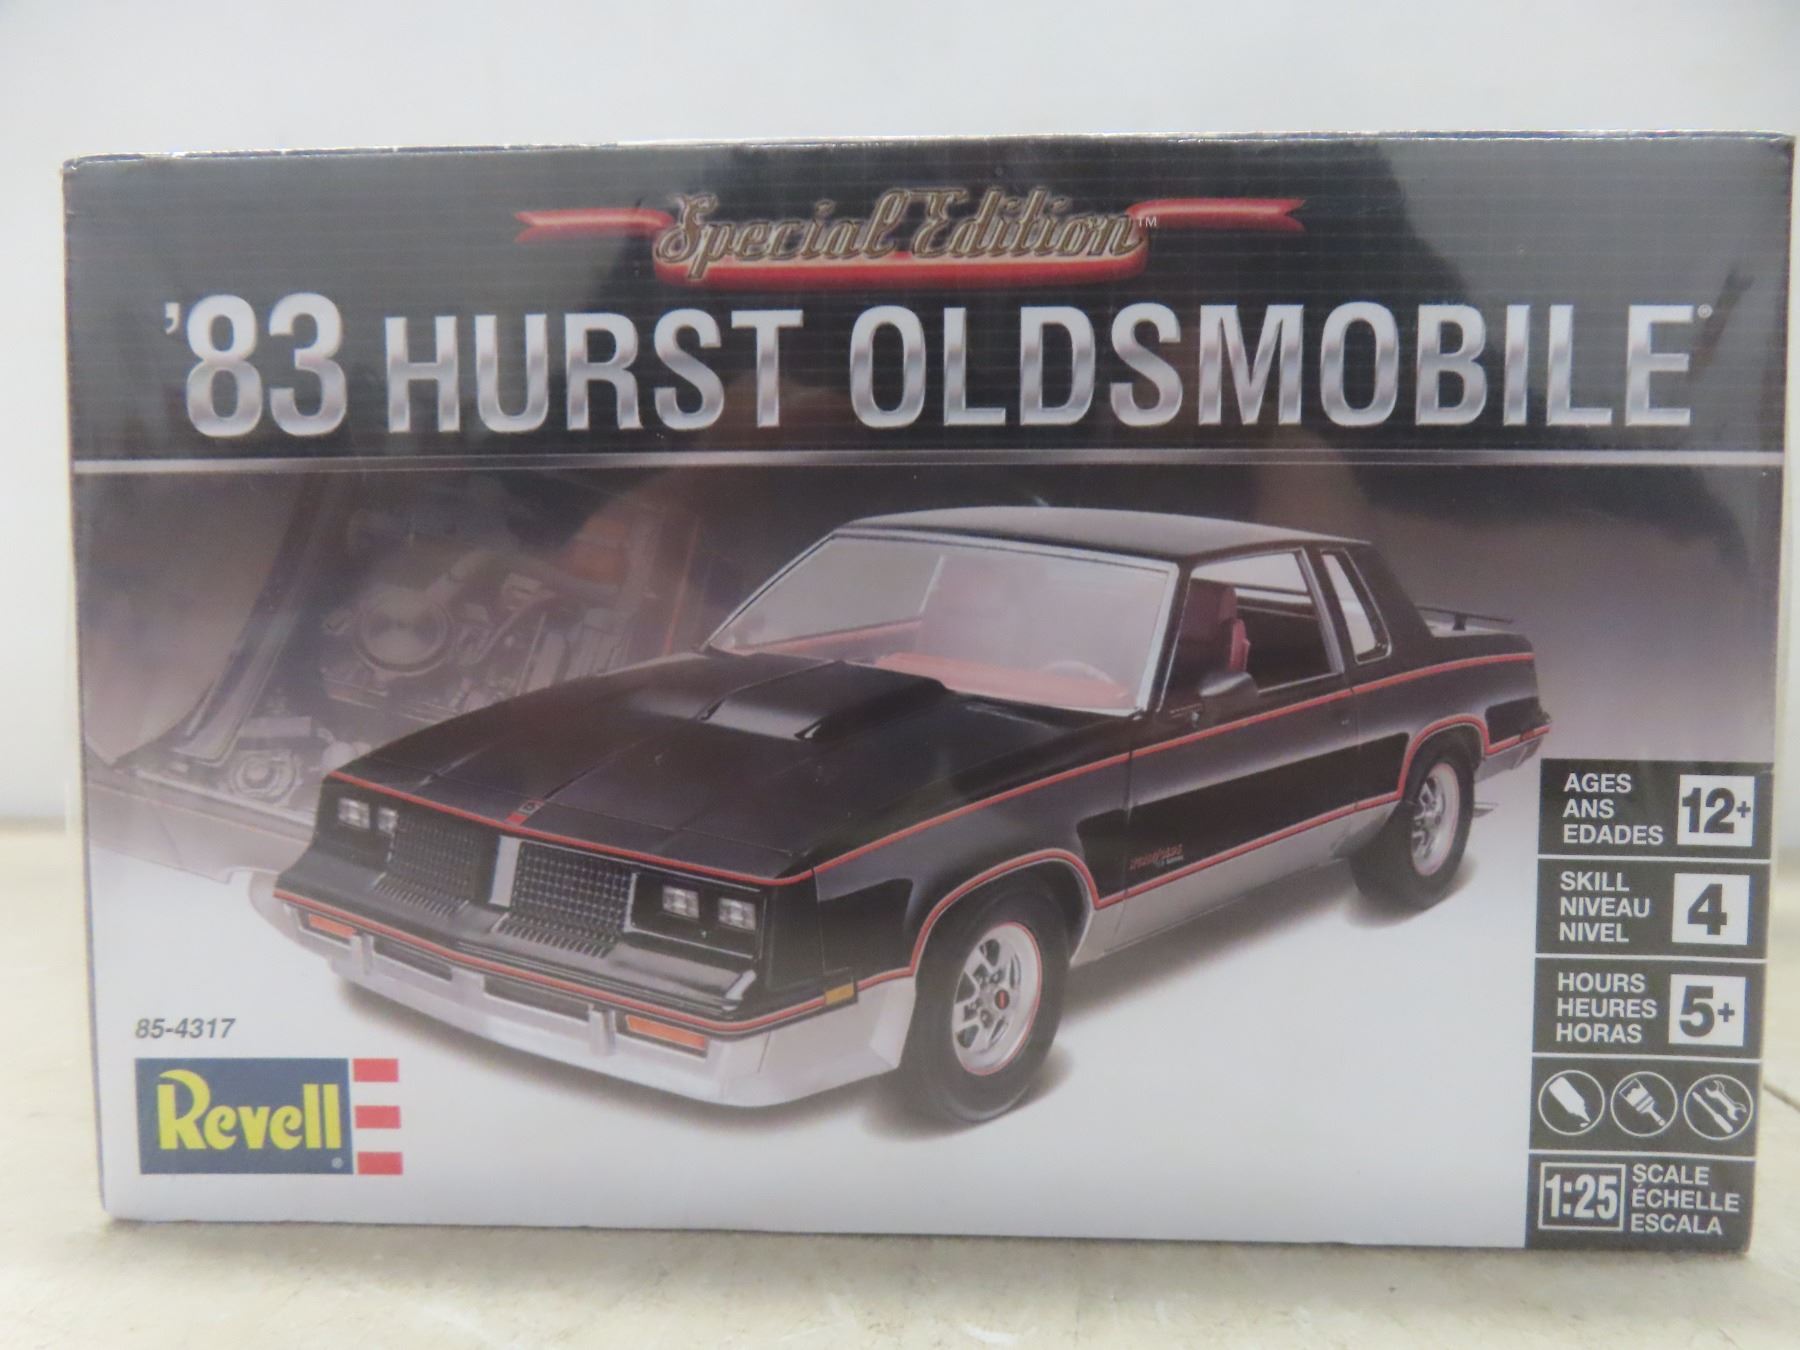 Special Edition™
'83 HURST OLDSMOBILE®
AGES
ANS
EDADES
12+
SKILL
NIVEAU
NIVEL
4
HOURS
HEURES
HORAS
5+
85-4317
Revell®
1:25
SCALE
ÉCHELLE
ESCALA